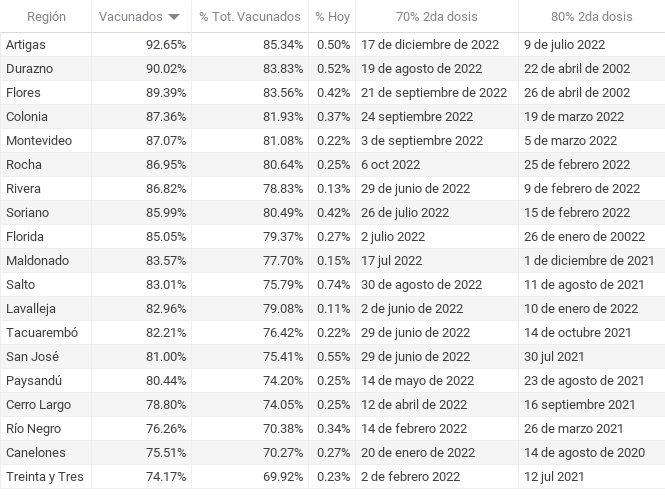 Región Vacunados % Tot. Vacunados % Hoy 70% 2da dosis 80% 2da dosis
Artigas 92.65% 85.34% 0.50% 17 de diciembre de 2022 9 de julio 2022
Durazno 90.02% 83.83% 0.52% 19 de agosto de 2022 22 de abril de 2002
Flores 89.39% 83.56% 0.42% 21 de septiembre de 2022 26 de abril de 2002
Colonia 87.36% 81.93% 0.37% 24 septiembre 2022 19 de marzo 2022
Montevideo 87.07% 81.08% 0.22% 3 de septiembre 2022 5 de marzo 2022
Rocha 86.95% 80.64% 0.25% 6 oct 2022 25 de febrero 2022
Rivera 86.82% 78.83% 0.13% 29 de junio de 2022 9 de febrero de 2022
Soriano 85.99% 80.49% 0.42% 26 de julio 2022 15 de febrero 2022
Florida 85.05% 79.37% 0.27% 2 julio 2022 26 de enero de 20022
Maldonado 83.57% 77.70% 0.15% 17 jul 2022 1 de diciembre de 2021
Salto 83.01% 75.79% 0.74% 30 de agosto de 2022 11 de agosto de 2021
Lavalleja 82.96% 79.08% 0.11% 2 de junio de 2022 10 de enero de 2022
Tacuarembó 82.21% 76.42% 0.22% 29 de junio de 2022 14 de octubre 2021
San José 81.00% 75.41% 0.55% 29 de junio de 2022 30 jul 2021
Paysandú 80.44% 74.20% 0.25% 14 de mayo de 2022 23 de agosto de 2021
Cerro Largo 78.80% 74.05% 0.25% 12 de abril de 2022 16 septiembre 2021
Río Negro 76.26% 70.38% 0.34% 14 de febrero 2022 26 de marzo 2021
Canelones 75.51% 70.27% 0.27% 20 de enero de 2022 14 de agosto de 2020
Treinta y Tres 74.17% 69.92% 0.23% 2 de febrero 2022 12 jul 2021